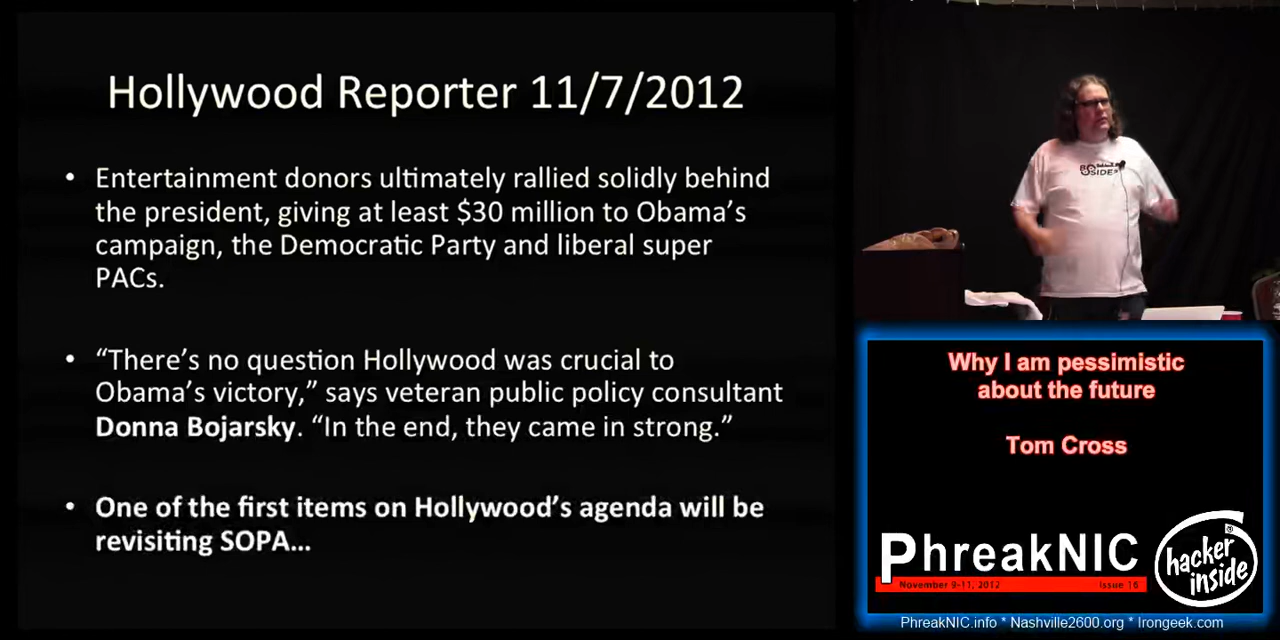 Hollywood Reporter 11/7/2012
• Entertainment donors ultimately rallied solidly behind
the president, giving at least $30 million to Obama’s
campaign, the Democratic Party and liberal super
PACs.
• “There’s no question Hollywood was crucial to
Obama’s victory,” says veteran public policy consultant
Donna Bojarsky. “In the end, they came in strong.”
• One of the first items on Hollywood’s agenda will be
revisiting SOPA…
Why I am pessimistic
about the future
Tom Cross
PhreakNIC
November 9-11, 2012 Issue 16
hacker
inside
PhreakNIC.info * Nashville2600.org * Irongeek.com